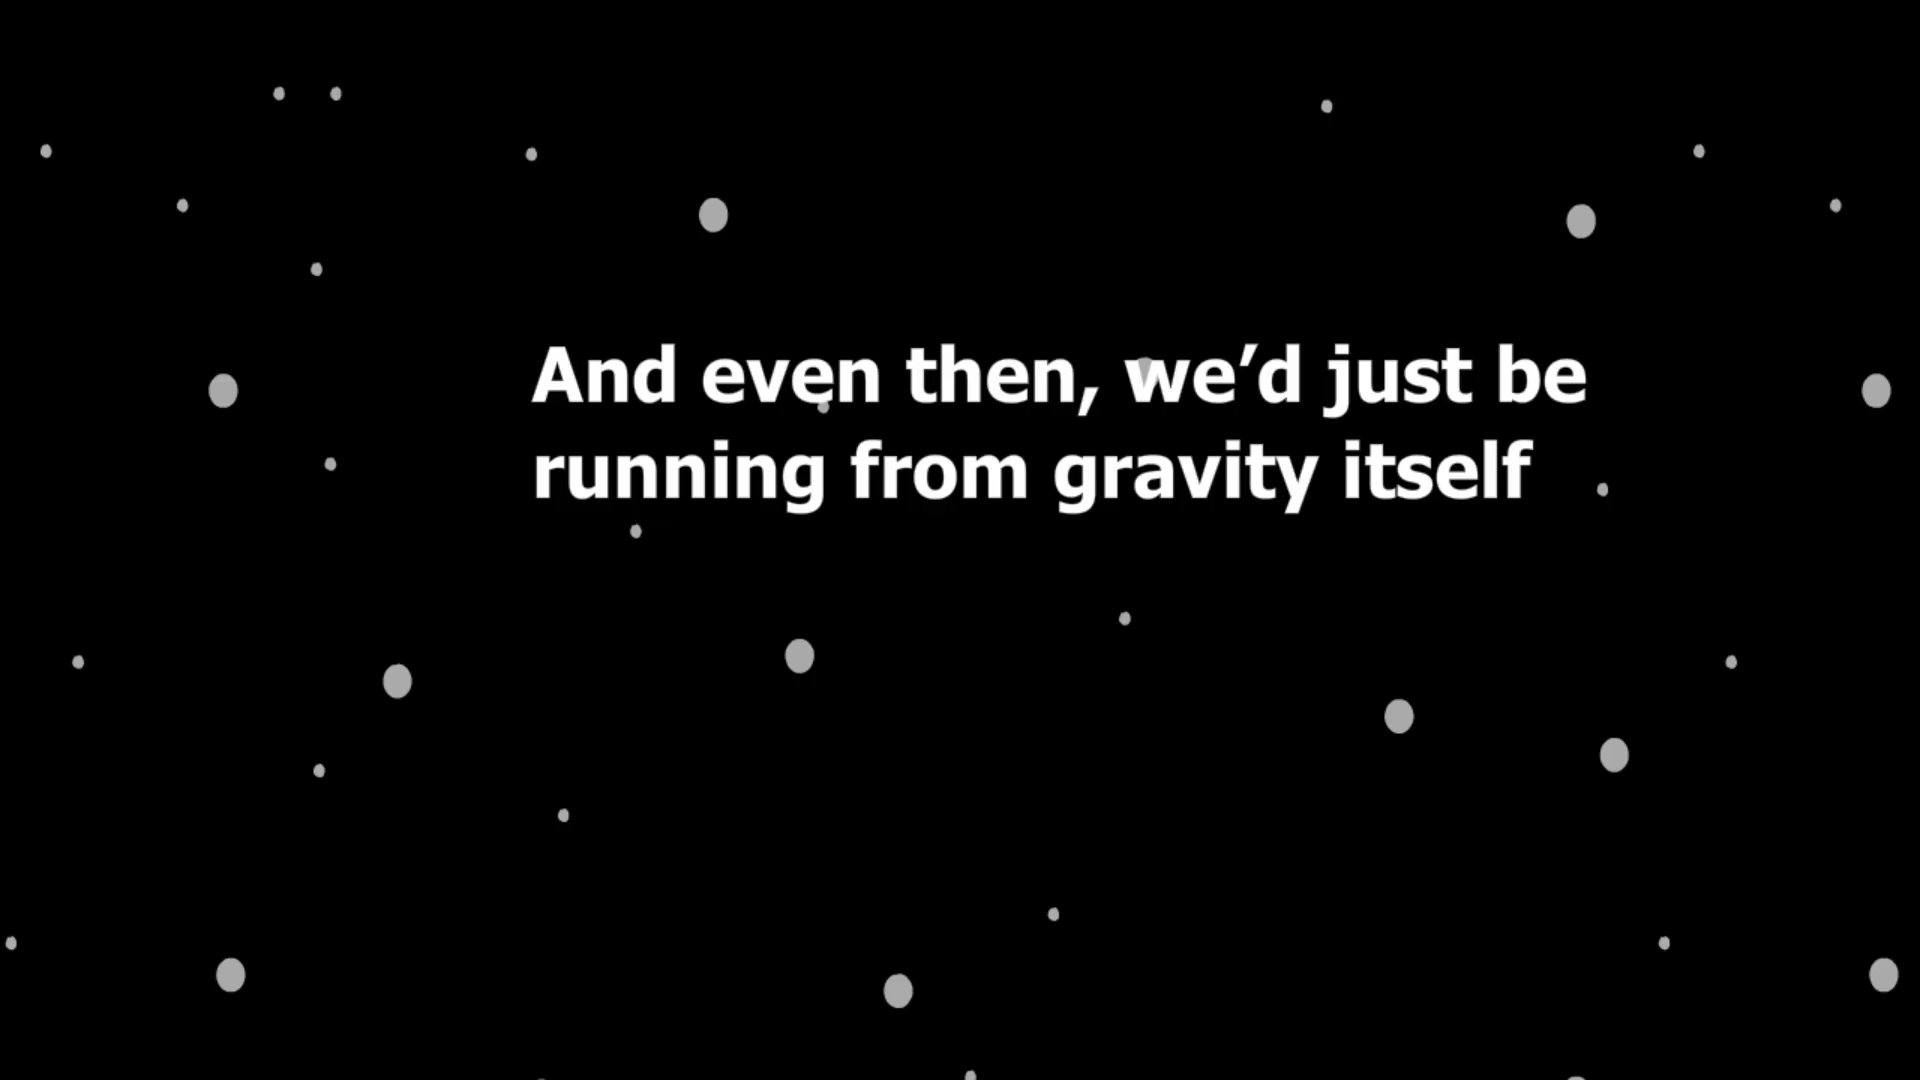 And even then, we’d just be
running from gravity itself